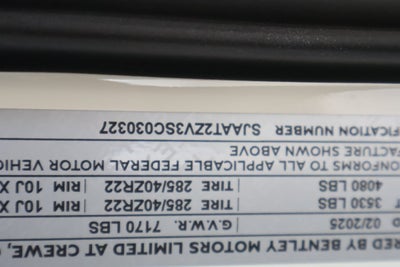 RED BY BENTLEY MOTORS LIMITED AT CREWE,
D 02/2025 G.V.W.R. 7170 LBS
T 3530 LBS TIRE 285/40ZR22 RIM 10J X
4080 LBS TIRE 285/40ZR22 RIM 10J X
ONFORMS TO ALL APPLICABLE FEDERAL MOTOR VEHIC
FACTURE SHOWN ABOVE
FICATION NUMBER SJAAT2ZV3SC030327